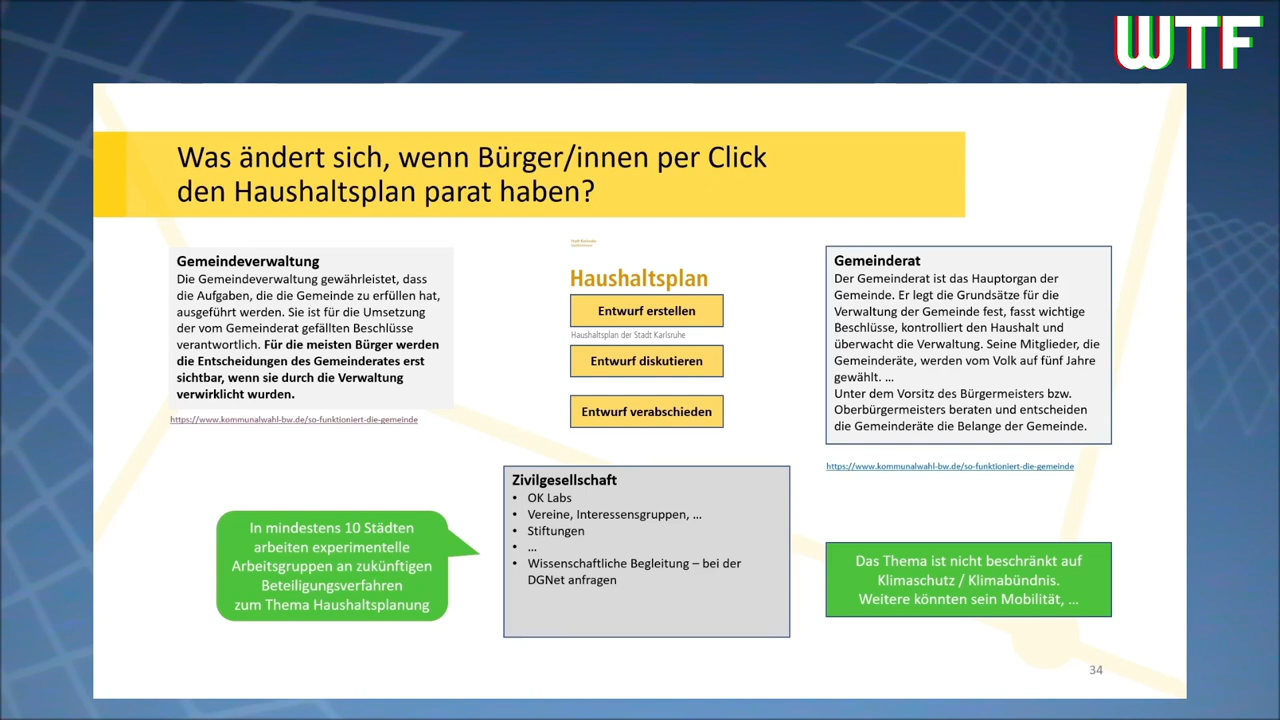 WTF
Was ändert sich, wenn Bürger/innen per Click
den Haushaltsplan parat haben?
Gemeindeverwaltung
Die Gemeindeverwaltung gewährleistet, dass
die Aufgaben, die die Gemeinde zu erfüllen hat,
ausgeführt werden. Sie ist für die Umsetzung
der vom Gemeinderat gefällten Beschlüsse
verantwortlich. Für die meisten Bürger werden
die Entscheidungen des Gemeinderates erst
sichtbar, wenn sie durch die Verwaltung
verwirklicht wurden.
https://www.kommunalwahl-bw.de/so-funktioniert-die-gemeinde
Stadt Karlsruhe
Haushaltsplan
Entwurf erstellen
Haushaltsplan der Stadt Karlsruhe
Entwurf diskutieren
Entwurf verabschieden
Gemeinderat
Der Gemeinderat ist das Hauptorgan der
Gemeinde. Er legt die Grundsätze für die
Verwaltung der Gemeinde fest, fasst wichtige
Beschlüsse, kontrolliert den Haushalt und
überwacht die Verwaltung. Seine Mitglieder, die
Gemeinderäte, werden vom Volk auf fünf Jahre
gewählt. …
Unter dem Vorsitz des Bürgermeisters bzw.
Oberbürgermeisters beraten und entscheiden
die Gemeinderäte die Belange der Gemeinde.
https://www.kommunalwahl-bw.de/so-funktioniert-die-gemeinde
Zivilgesellschaft
• OK Labs
• Vereine, Interessensgruppen, …
• Stiftungen
• …
• Wissenschaftliche Begleitung – bei der
DGNet anfragen
In mindestens 10 Städten
arbeiten experimentelle
Arbeitsgruppen an zukünftigen
Beteiligungsverfahren
zum Thema Haushaltsplanung
Das Thema ist nicht beschränkt auf
Klimaschutz / Klimabündnis.
Weitere könnten sein Mobilität, …
34